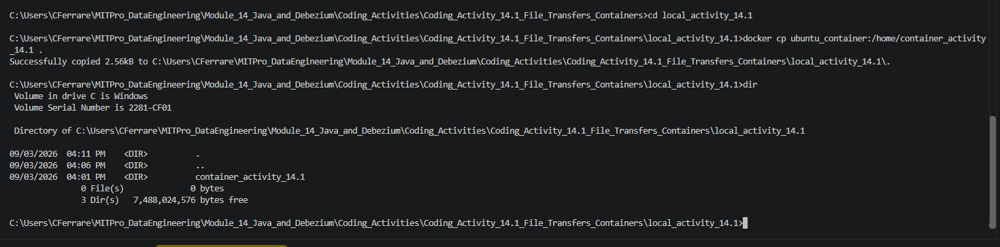 C:\Users\CFerrare\MITPro_DataEngineering\Module_14_Java_and_Debezium\Coding_Activities\Coding_Activity_14.1_File_Transfers_Containers>cd local_activity_14.1
C:\Users\CFerrare\MITPro_DataEngineering\Module_14_Java_and_Debezium\Coding_Activities\Coding_Activity_14.1_File_Transfers_Containers\local_activity_14.1>docker cp ubuntu_container:/home/container_activity
_14.1 .
Successfully copied 2.56kB to C:\Users\CFerrare\MITPro_DataEngineering\Module_14_Java_and_Debezium\Coding_Activities\Coding_Activity_14.1_File_Transfers_Containers\local_activity_14.1\.
C:\Users\CFerrare\MITPro_DataEngineering\Module_14_Java_and_Debezium\Coding_Activities\Coding_Activity_14.1_File_Transfers_Containers\local_activity_14.1>dir
 Volume in drive C is Windows
 Volume Serial Number is 2281-CF01
 Directory of C:\Users\CFerrare\MITPro_DataEngineering\Module_14_Java_and_Debezium\Coding_Activities\Coding_Activity_14.1_File_Transfers_Containers\local_activity_14.1
09/03/2026  04:11 PM    <DIR>          .
09/03/2026  04:06 PM    <DIR>          ..
09/03/2026  04:01 PM    <DIR>          container_activity_14.1
               0 File(s)              0 bytes
               3 Dir(s)   7,488,024,576 bytes free
C:\Users\CFerrare\MITPro_DataEngineering\Module_14_Java_and_Debezium\Coding_Activities\Coding_Activity_14.1_File_Transfers_Containers\local_activity_14.1>